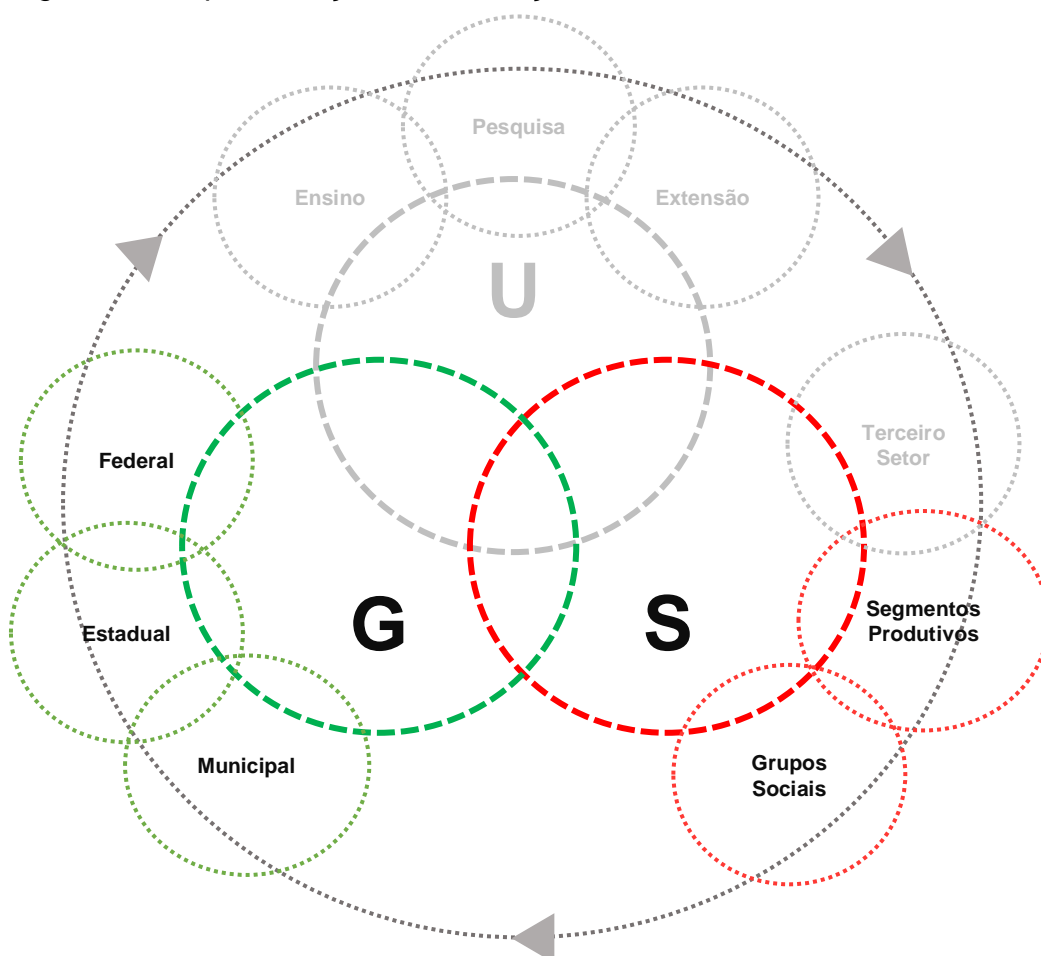 Pesquisa
Ensino
Extensão
U
Terceiro
Setor
Federal
Segmentos
Produtivos
G
S
Estadual
Municipal
Grupos
Sociais